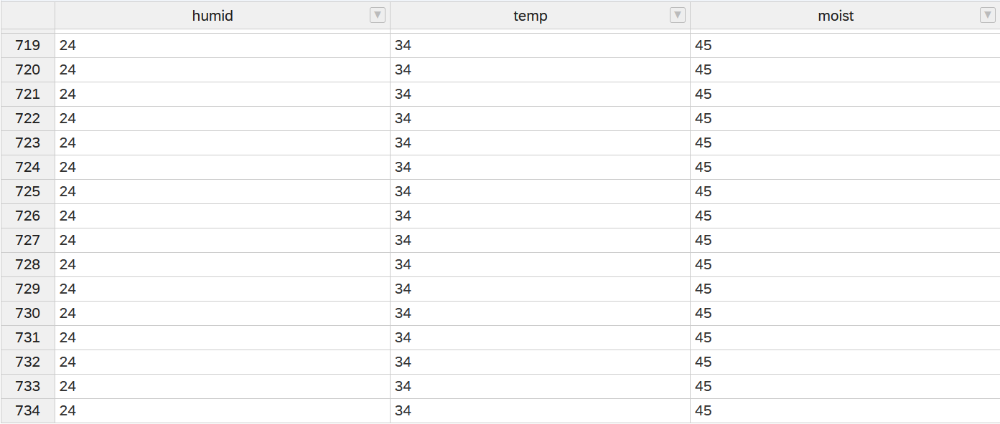 humid temp moist
719 24 34 45
720 24 34 45
721 24 34 45
722 24 34 45
723 24 34 45
724 24 34 45
725 24 34 45
726 24 34 45
727 24 34 45
728 24 34 45
729 24 34 45
730 24 34 45
731 24 34 45
732 24 34 45
733 24 34 45
734 24 34 45